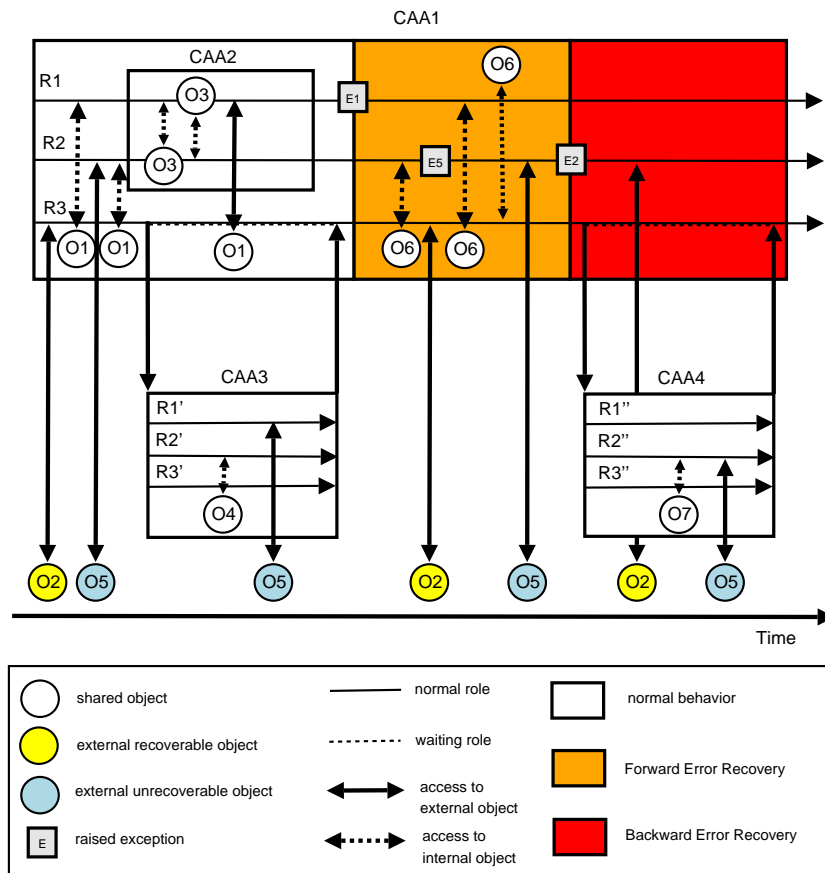 CAA1
CAA2
R1
O3
E1
O6
R2
O3
E5
E2
R3
O1
O1
O1
O6
O6
CAA3
CAA4
R1’
R2’
R3’
O4
R1’’
R2’’
R3’’
O7
O2
O5
O5
O2
O5
O2
O5
Time
shared object
normal role
normal behavior
external recoverable object
waiting role
Forward Error Recovery
external unrecoverable object
access to
external object
E
raised exception
access to
internal object
Backward Error Recovery